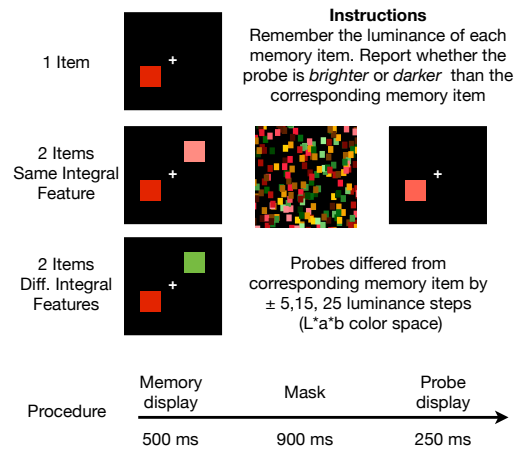 Instructions
1 Item
Remember the luminance of each
memory item. Report whether the
probe is brighter or darker than the
corresponding memory item
2 Items
Same Integral
Feature
2 Items
Diff. Integral
Features
Probes differed from
corresponding memory item by
± 5,15, 25 luminance steps
(L*a*b color space)
Procedure
Memory
display
Mask
Probe
display
500 ms
900 ms
250 ms